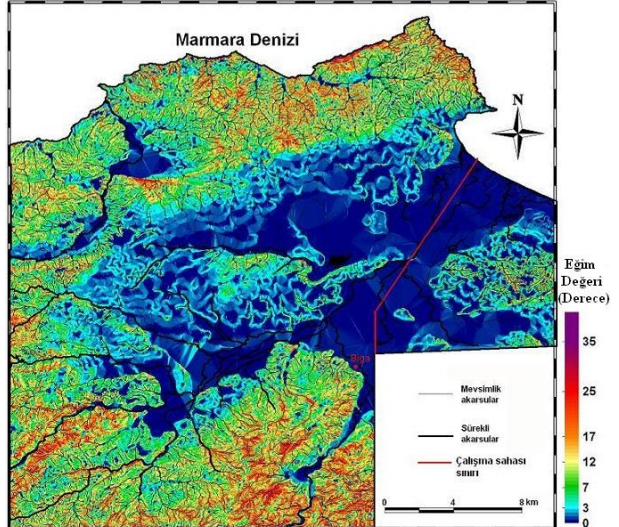 Marmara Denizi
N
Eğim
Değeri
(Derece)
35
25
17
12
7
3
0
Biga
Mevsimlik
akarsular
Sürekli
akarsular
Çalışma sahası
sınırı
0 4 8 km